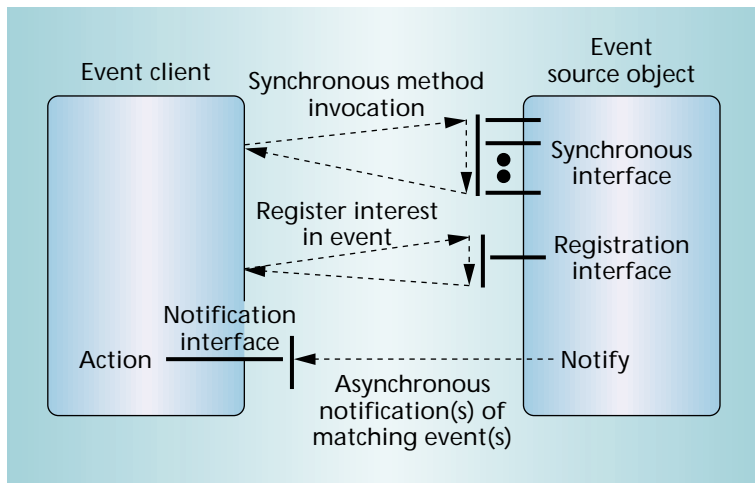 Event client
Event
source object
Synchronous method
invocation
Synchronous
interface
Register interest
in event
Registration
interface
Notification
interface
Action
Notify
Asynchronous
notification(s) of
matching event(s)